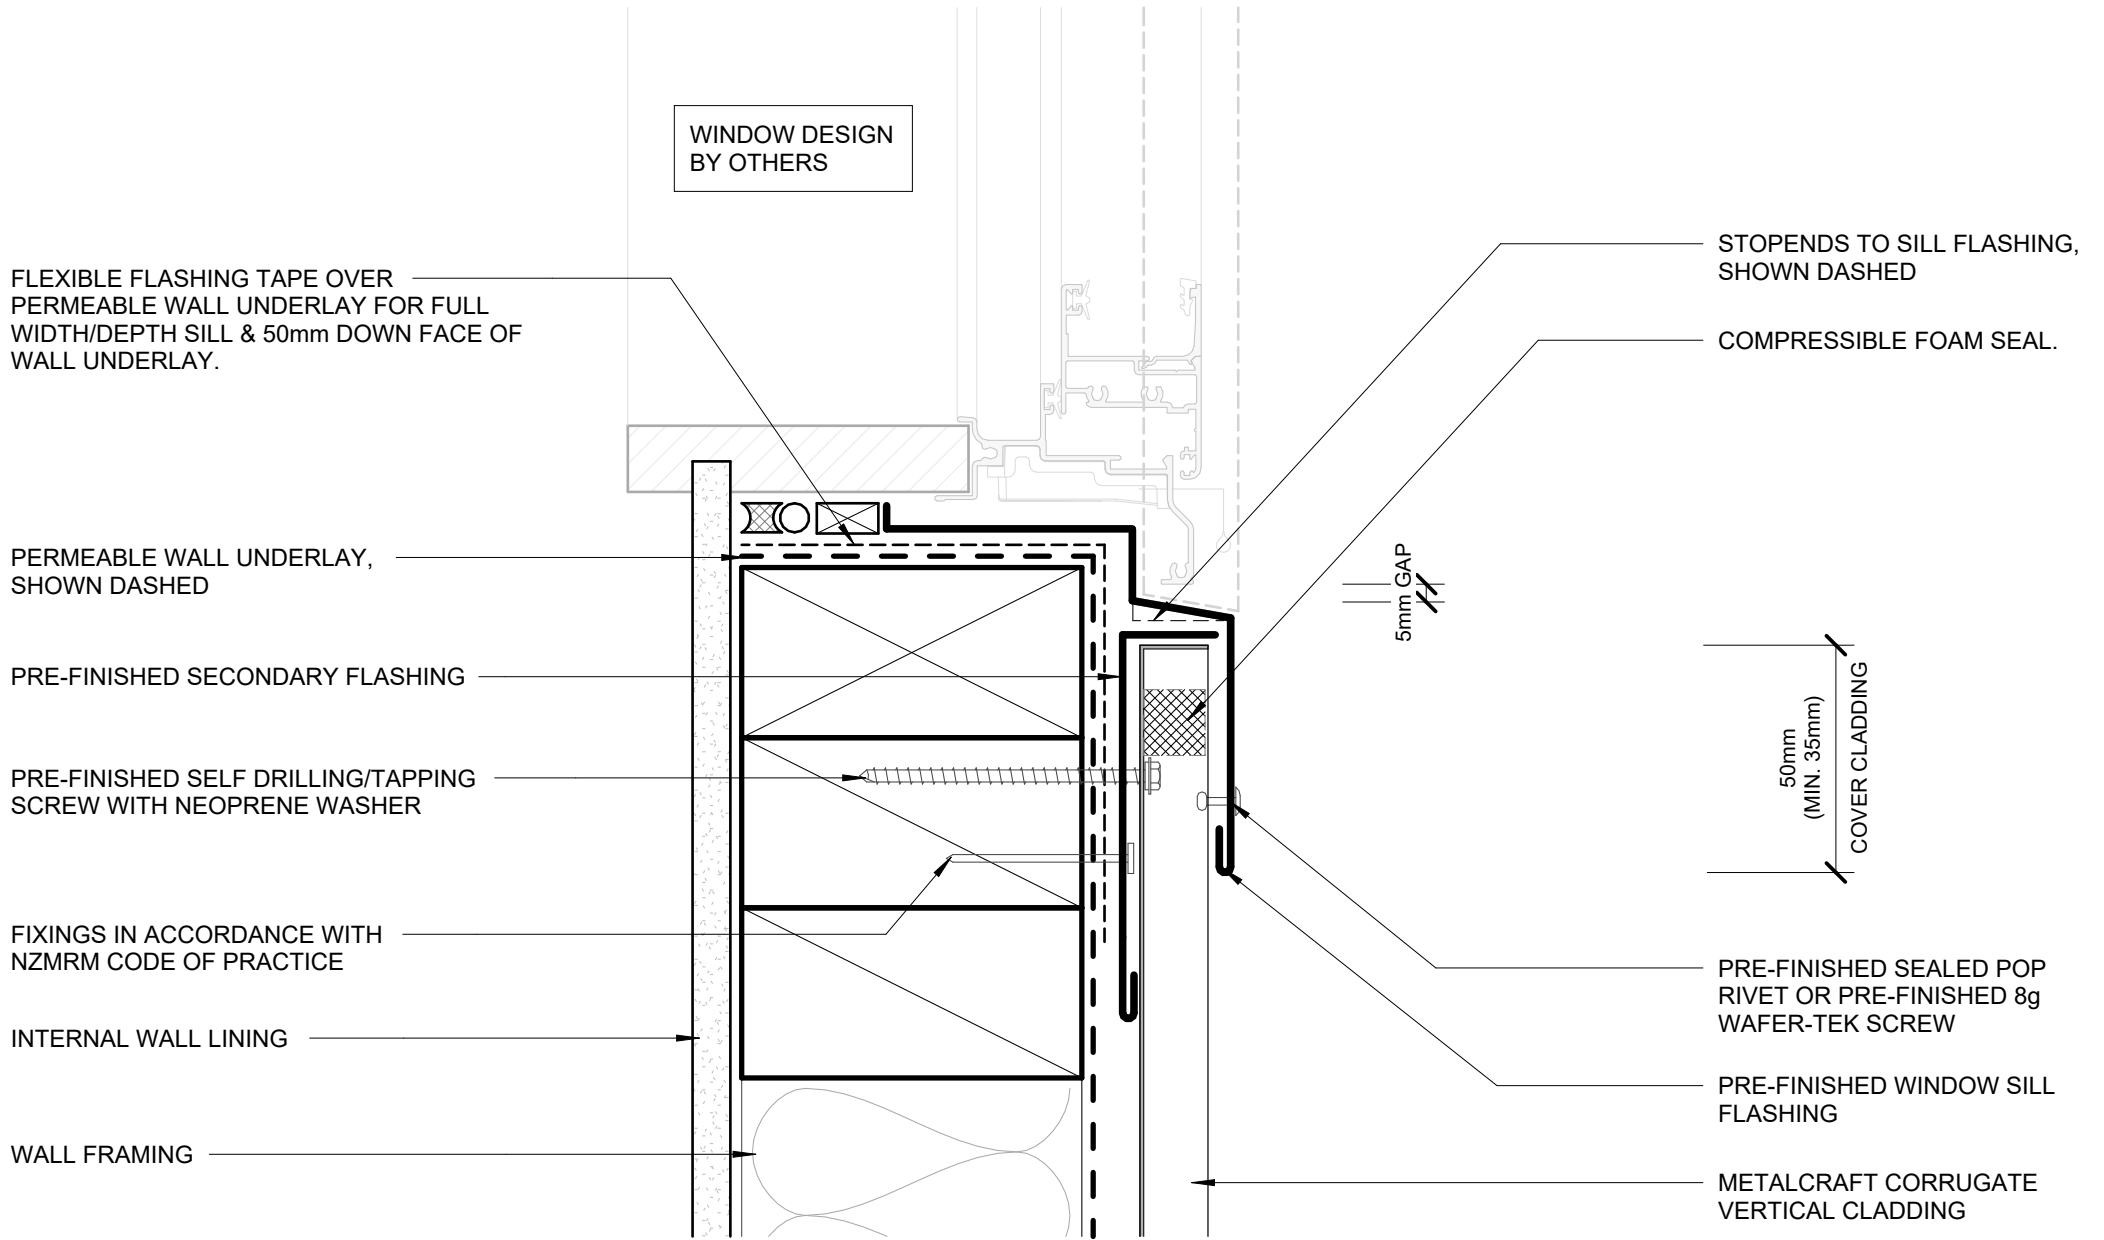 WINDOW DESIGN
BY OTHERS
FLEXIBLE FLASHING TAPE OVER
PERMEABLE WALL UNDERLAY FOR FULL
WIDTH/DEPTH SILL & 50mm DOWN FACE OF
WALL UNDERLAY.
PERMEABLE WALL UNDERLAY,
SHOWN DASHED
PRE-FINISHED SECONDARY FLASHING
PRE-FINISHED SELF DRILLING/TAPPING
SCREW WITH NEOPRENE WASHER
FIXINGS IN ACCORDANCE WITH
NZMRM CODE OF PRACTICE
INTERNAL WALL LINING
WALL FRAMING
STOPENDS TO SILL FLASHING,
SHOWN DASHED
COMPRESSIBLE FOAM SEAL.
5mm GAP
50mm
(MIN. 35mm)
COVER CLADDING
PRE-FINISHED SEALED POP
RIVET OR PRE-FINISHED 8g
WAFER-TEK SCREW
PRE-FINISHED WINDOW SILL
FLASHING
METALCRAFT CORRUGATE
VERTICAL CLADDING